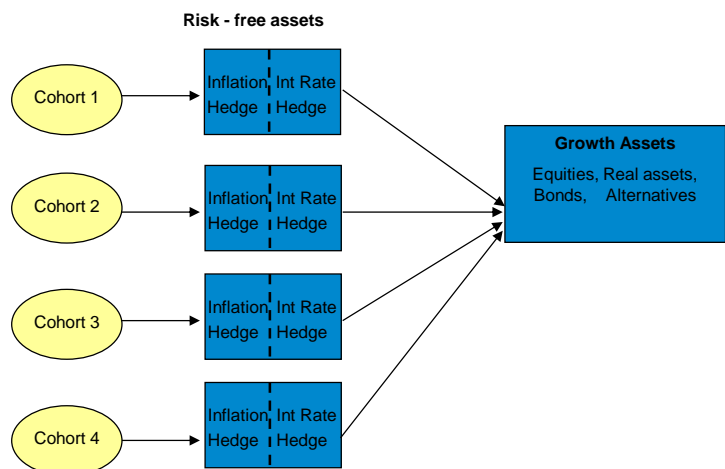 Risk - free assets
Cohort 1
Inflation Int Rate
Hedge Hedge
Growth Assets
Equities, Real assets,
Bonds, Alternatives
Cohort 2
Inflation Int Rate
Hedge Hedge
Cohort 3
Inflation Int Rate
Hedge Hedge
Cohort 4
Inflation Int Rate
Hedge Hedge